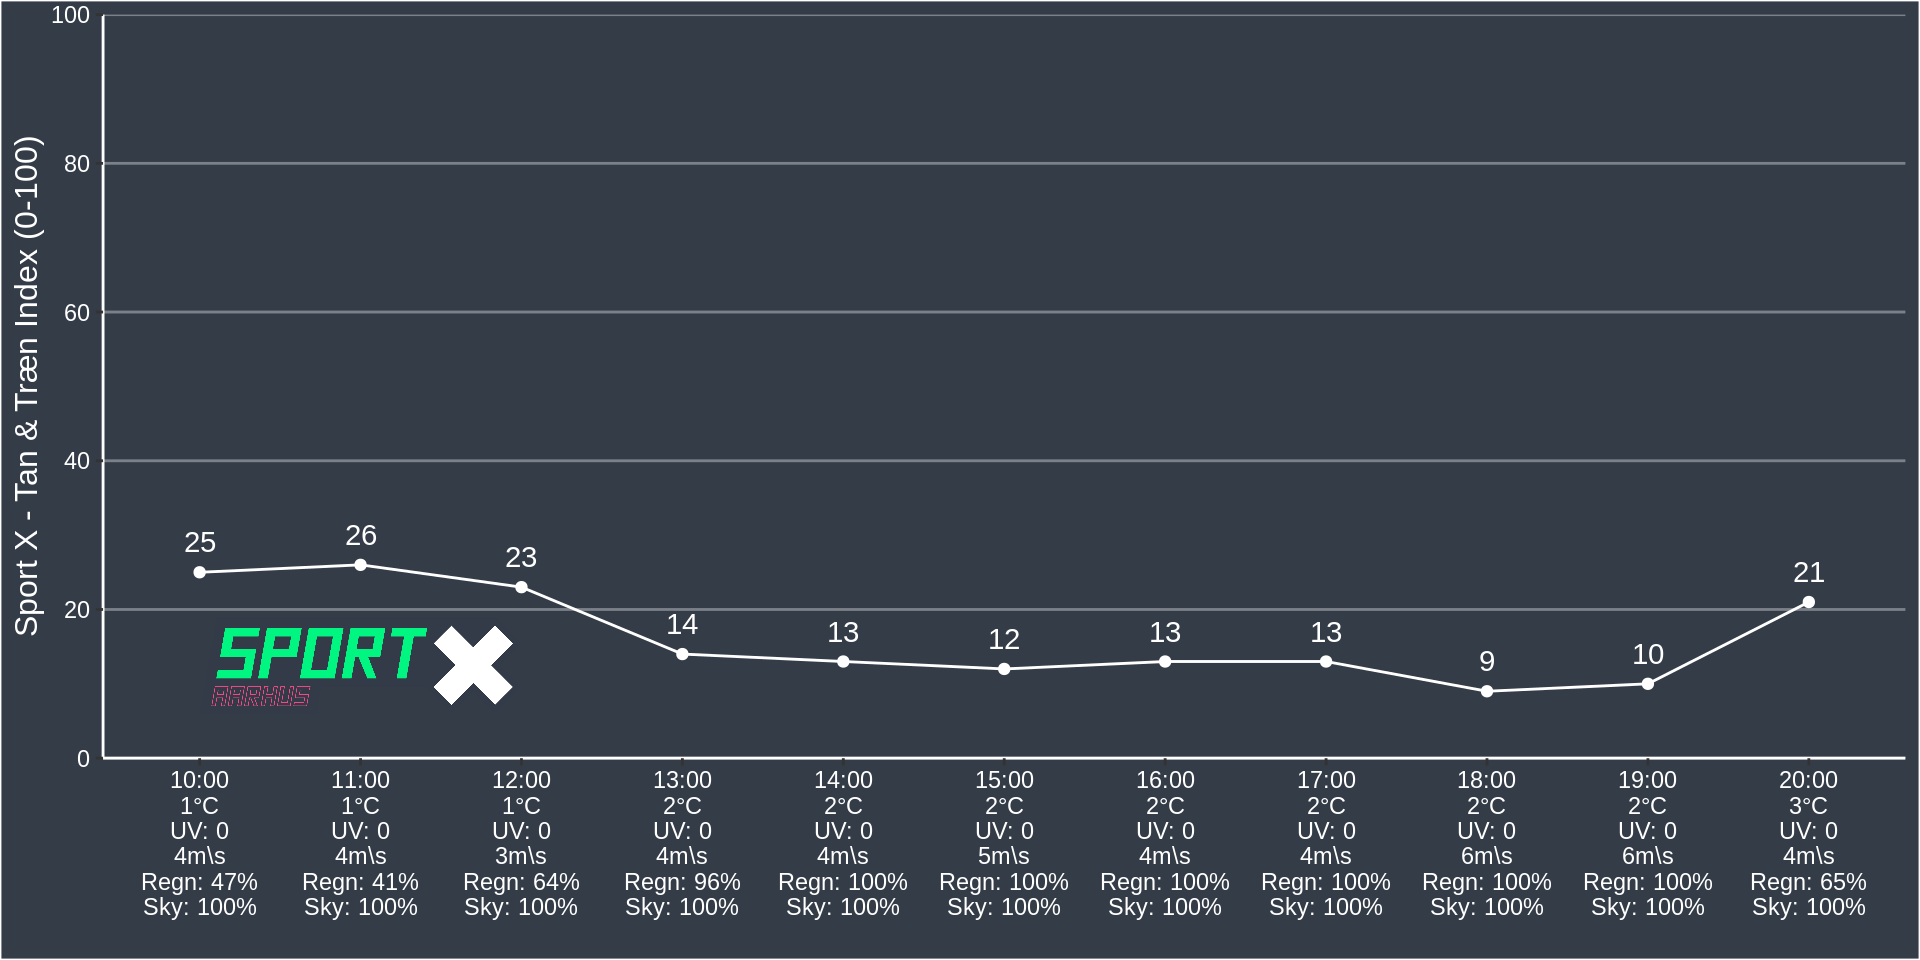 Sport X - Tan & Træn Index (0-100)
100
80
60
40
20
0
25 26 23 14 13 12 13 13 9 10 21
SPORT X
AARHUS
10:00 11:00 12:00 13:00 14:00 15:00 16:00 17:00 18:00 19:00 20:00
1°C 1°C 1°C 2°C 2°C 2°C 2°C 2°C 2°C 2°C 3°C
UV: 0 UV: 0 UV: 0 UV: 0 UV: 0 UV: 0 UV: 0 UV: 0 UV: 0 UV: 0 UV: 0
4m\s 4m\s 3m\s 4m\s 4m\s 5m\s 4m\s 4m\s 6m\s 6m\s 4m\s
Regn: 47% Regn: 41% Regn: 64% Regn: 96% Regn: 100% Regn: 100% Regn: 100% Regn: 100% Regn: 100% Regn: 100% Regn: 65%
Sky: 100% Sky: 100% Sky: 100% Sky: 100% Sky: 100% Sky: 100% Sky: 100% Sky: 100% Sky: 100% Sky: 100% Sky: 100%